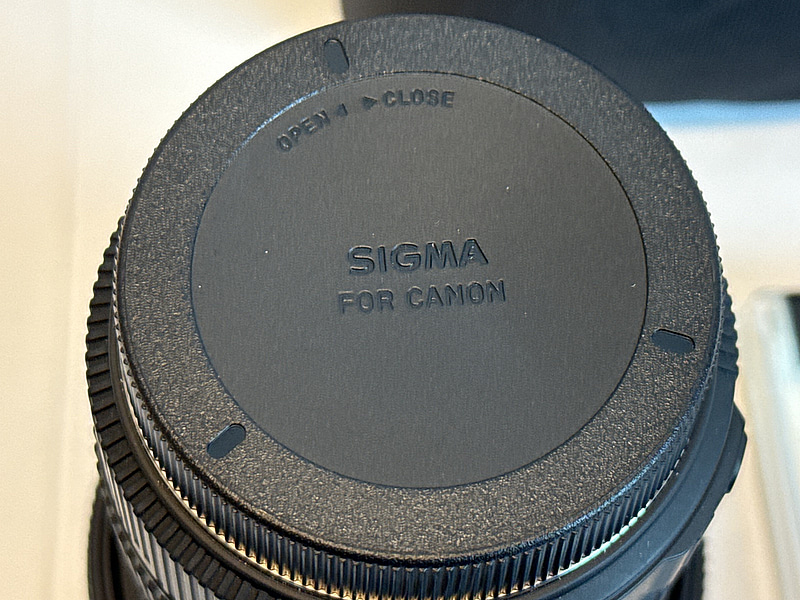 OPEN ◄ ►CLOSE
SIGMA
FOR CANON